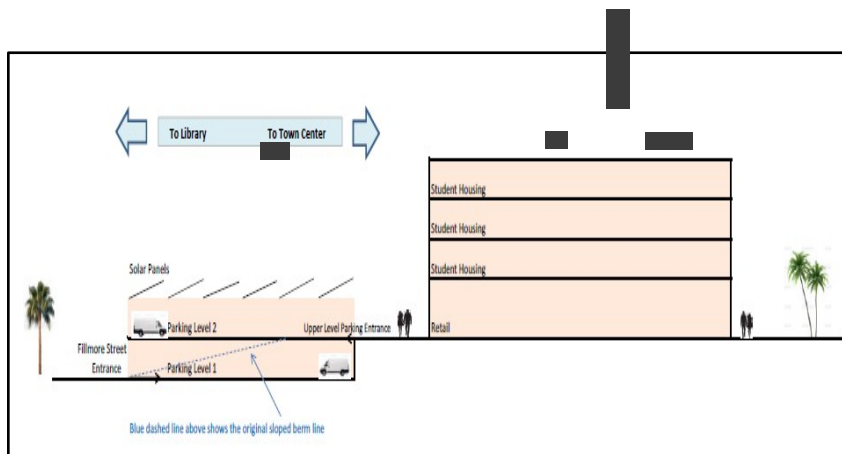 To Library To Town Center
Student Housing
Student Housing
Student Housing
Solar Panels
Parking Level 2 Upper Level Parking Entrance
Retail
Fillmore Street
Entrance
Parking Level 1
Blue dashed line above shows the original sloped berm line